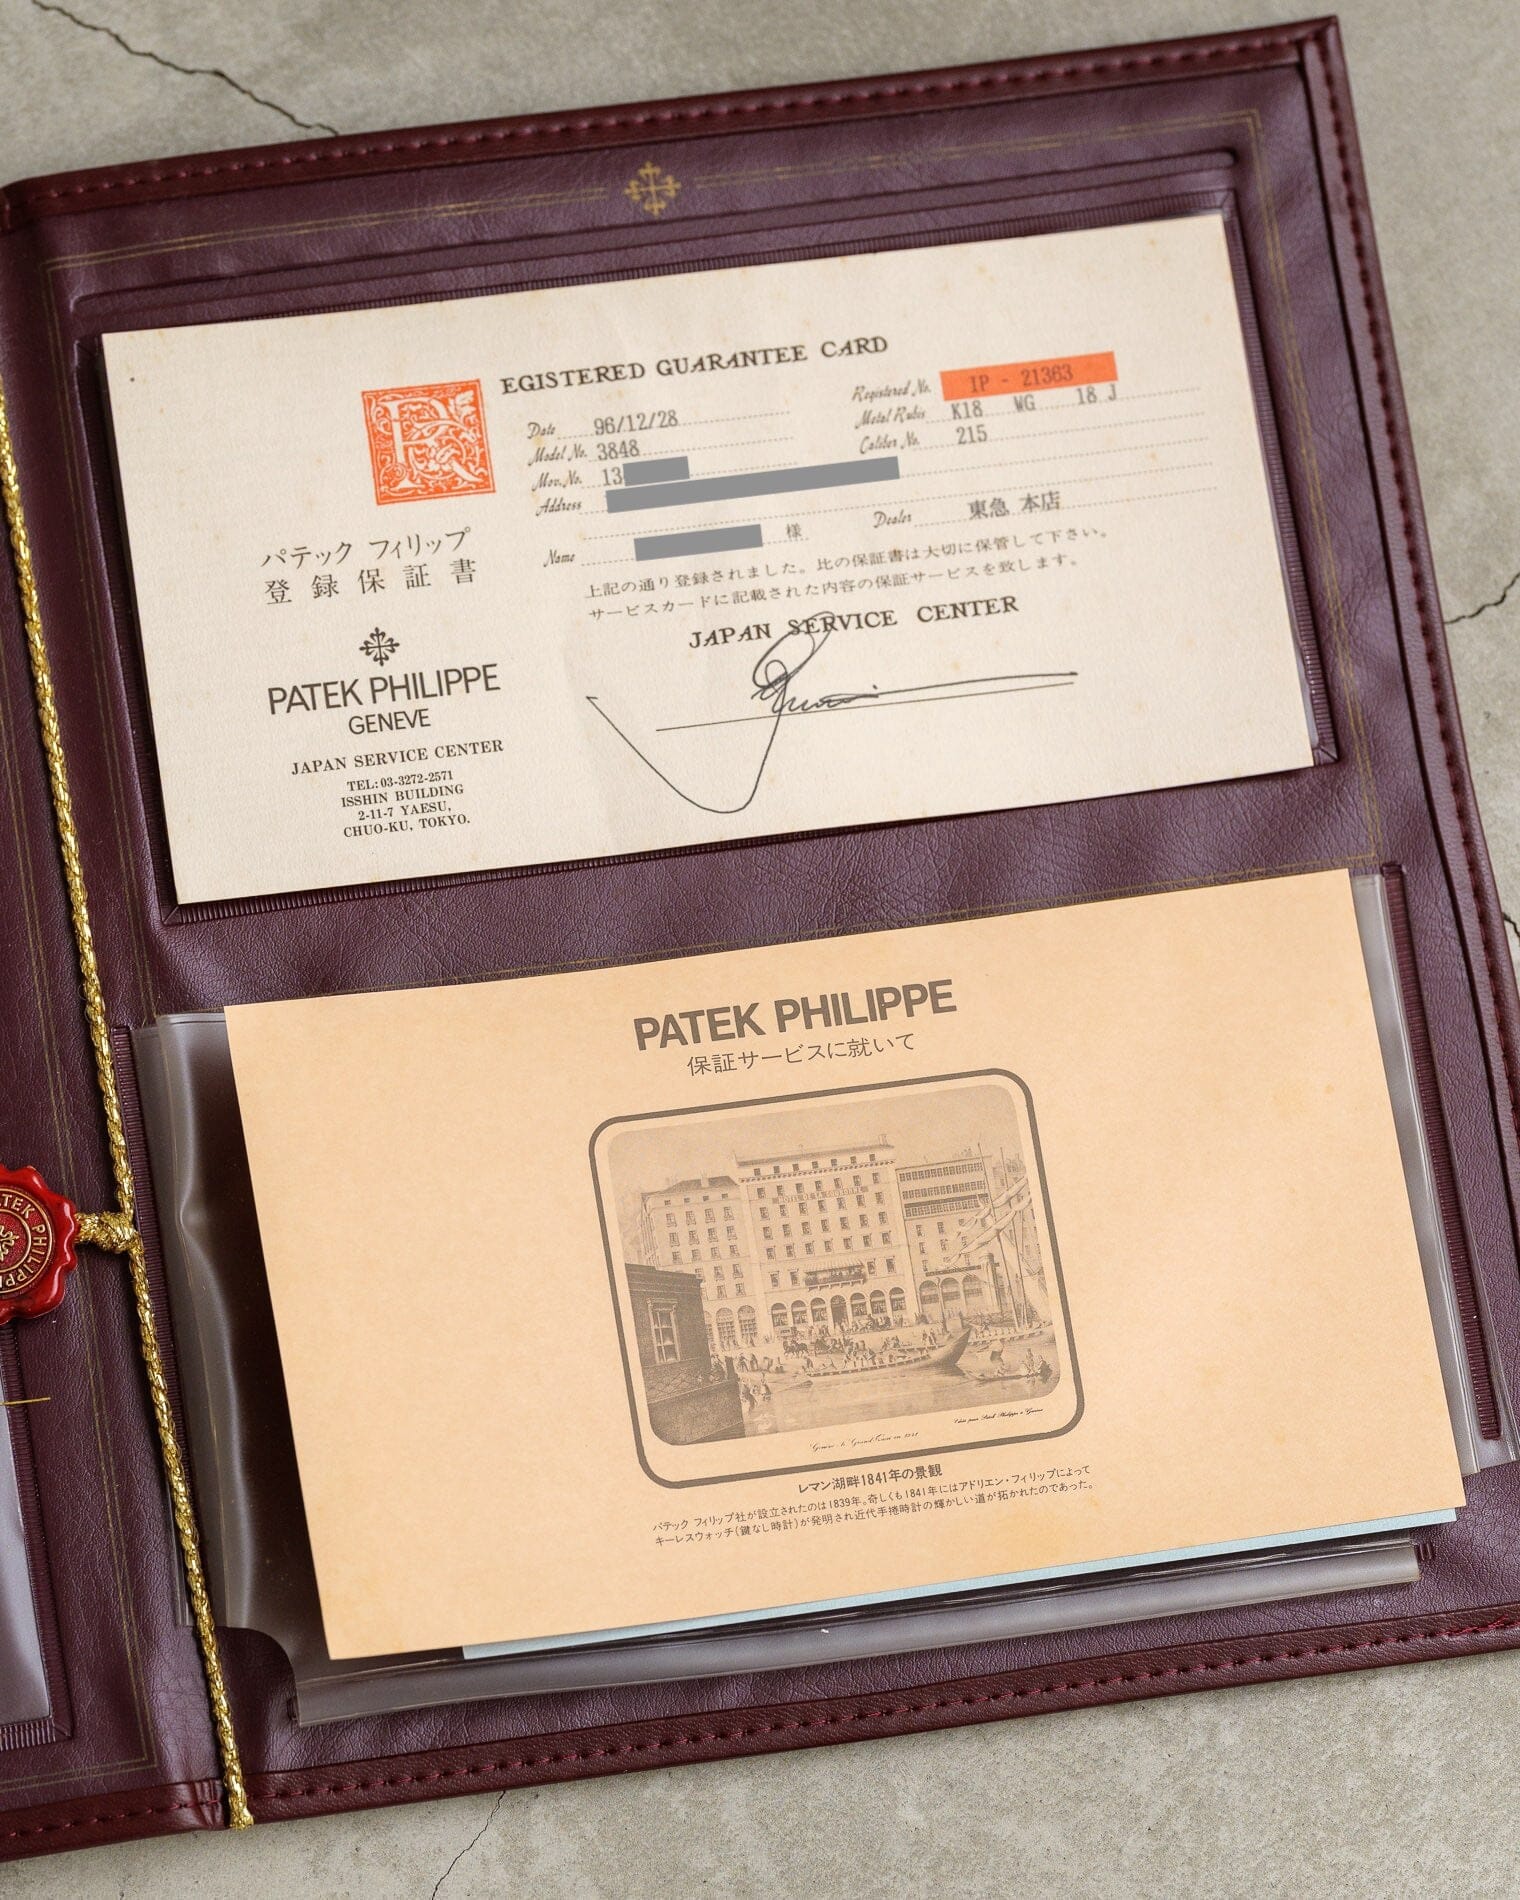 REGISTERED GUARANTEE CARD
Date 96/12/28
Registered No. IP - 21363
Model No. 3848
Metal Rubis K18 WG 18 J
Mov. No. 13
Caliber No. 215
Address
Name 様
Dealer 東急 本店
上記の通り登録されました。比の保証書は大切に保管して下さい。
サービスカードに記載された内容の保証サービスを致します。
JAPAN SERVICE CENTER
パテック フィリップ
登録保証書
PATEK PHILIPPE
GENEVE
JAPAN SERVICE CENTER
TEL: 03-3272-2571
ISSHIN BUILDING
2-11-7 YAESU,
CHUO-KU, TOKYO.
PATEK PHILIPPE
PATEK PHILIPPE
保証サービスに就いて
レマン湖畔1841年の景観
パテック フィリップ社が設立されたのは1839年。奇しくも1841年にはアドリエン・フィリップによって
キーレスウォッチ(鍵なし時計)が発明され近代手捲時計の輝かしい道が拓かれたのであった。